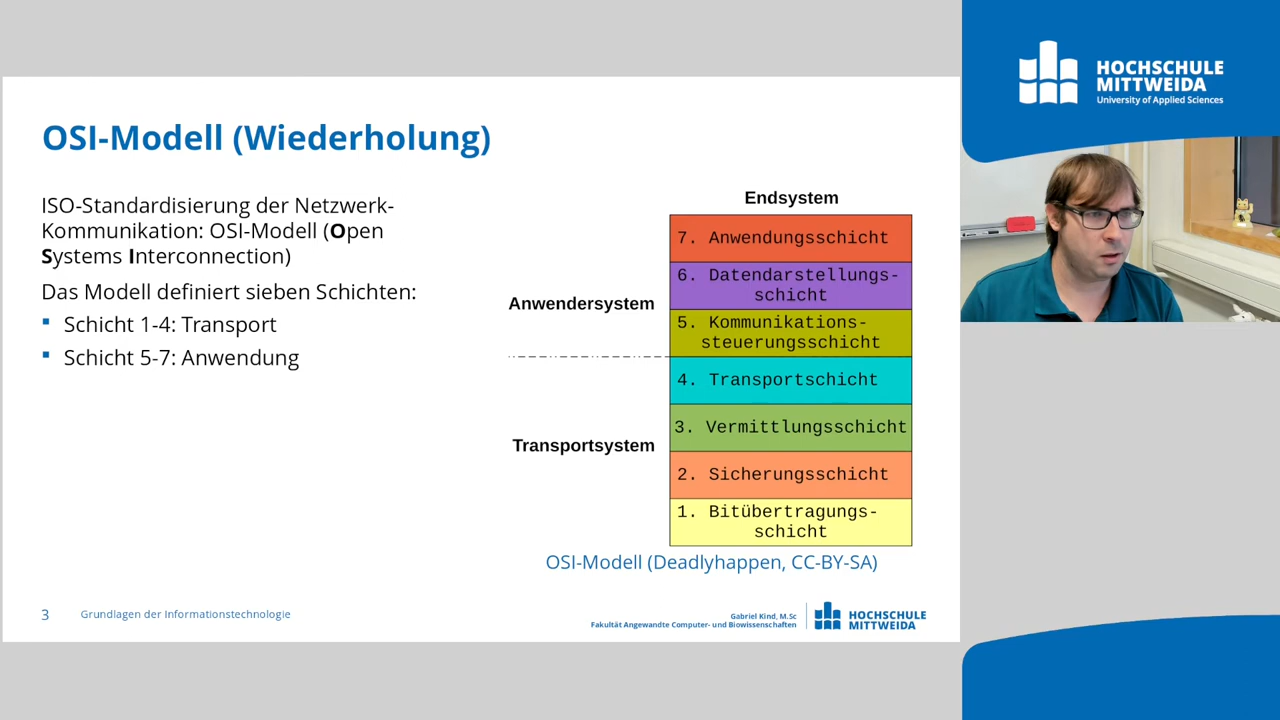 HOCHSCHULE
MITTWEIDA
University of Applied Sciences
OSI-Modell (Wiederholung)
ISO-Standardisierung der Netzwerk-
Kommunikation: OSI-Modell (Open
Systems Interconnection)
Das Modell definiert sieben Schichten:
Schicht 1-4: Transport
Schicht 5-7: Anwendung
Endsystem
Anwendersystem
Transportsystem
7. Anwendungsschicht
6. Datendarstellungs-
schicht
5. Kommunikations-
steuerungsschicht
4. Transportschicht
3. Vermittlungsschicht
2. Sicherungsschicht
1. Bitübertragungs-
schicht
OSI-Modell (Deadlyhappen, CC-BY-SA)
3
Grundlagen der Informationstechnologie
Gabriel Kind, M.Sc
Fakultät Angewandte Computer- und Biowissenschaften
HOCHSCHULE
MITTWEIDA